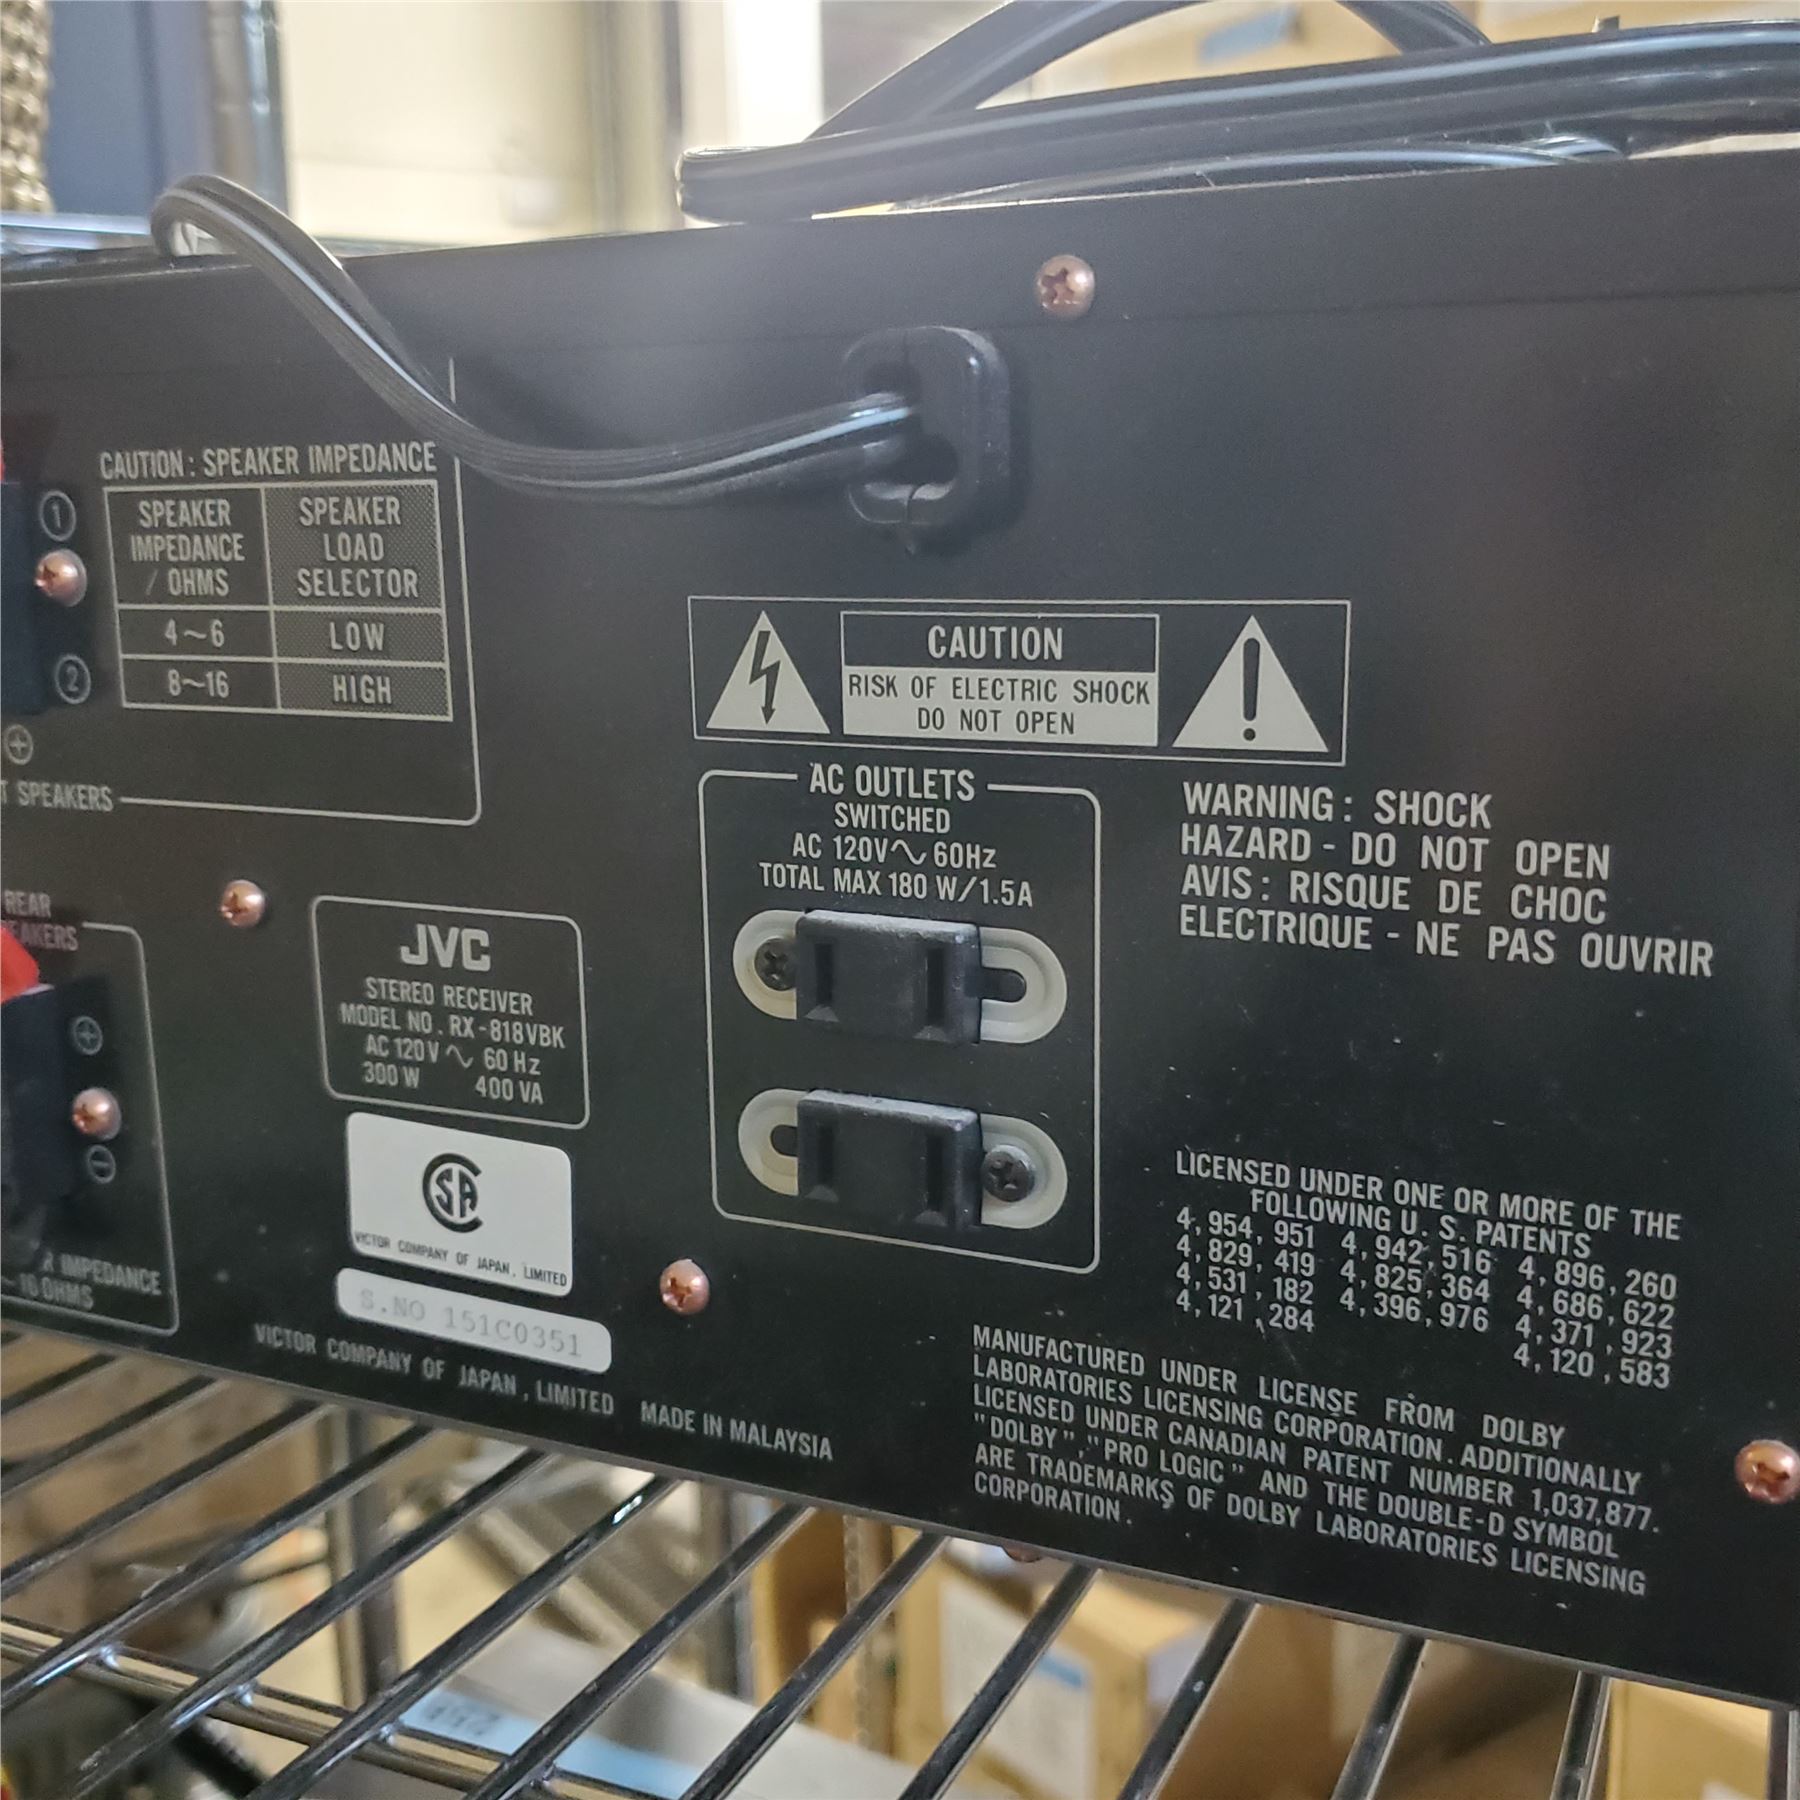 CAUTION : SPEAKER IMPEDANCE
SPEAKER IMPEDANCE / OHMS
SPEAKER LOAD SELECTOR
4~6 LOW
8~16 HIGH
1
2
SPEAKERS
REAR
IMPEDANCE
16 OHMS
CAUTION
RISK OF ELECTRIC SHOCK
DO NOT OPEN
AC OUTLETS
SWITCHED
AC 120V ~ 60Hz
TOTAL MAX 180 W/1.5A
WARNING : SHOCK
HAZARD - DO NOT OPEN
AVIS : RISQUE DE CHOC
ELECTRIQUE - NE PAS OUVRIR
JVC
STEREO RECEIVER
MODEL NO. RX-818VBK
AC 120V ~ 60 Hz
300 W 400 VA
CSA
VICTOR COMPANY OF JAPAN, LIMITED
S.NO 151C0351
VICTOR COMPANY OF JAPAN, LIMITED MADE IN MALAYSIA
LICENSED UNDER ONE OR MORE OF THE
FOLLOWING U. S. PATENTS
4, 954, 951 4, 942, 516 4, 896, 260
4, 829, 419 4, 825, 364 4, 686, 622
4, 531, 182 4, 396, 976 4, 371, 923
4, 121, 284 4, 120, 583
MANUFACTURED UNDER LICENSE FROM DOLBY
LABORATORIES LICENSING CORPORATION. ADDITIONALLY
LICENSED UNDER CANADIAN PATENT NUMBER 1,037,877.
"DOLBY", "PRO LOGIC" AND THE DOUBLE-D SYMBOL
ARE TRADEMARKS OF DOLBY LABORATORIES LICENSING
CORPORATION.